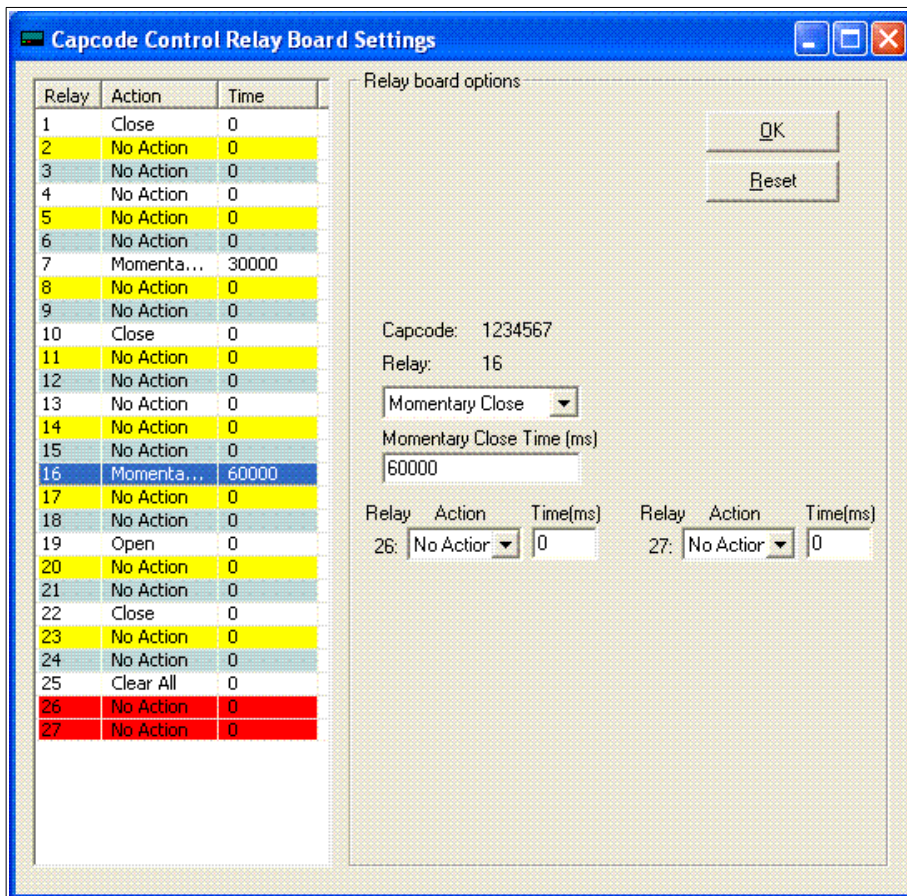 Capcode Control Relay Board Settings
Relay Action Time
1 Close 0
2 No Action 0
3 No Action 0
4 No Action 0
5 No Action 0
6 No Action 0
7 Momenta... 30000
8 No Action 0
9 No Action 0
10 Close 0
11 No Action 0
12 No Action 0
13 No Action 0
14 No Action 0
15 No Action 0
16 Momenta... 60000
17 No Action 0
18 No Action 0
19 Open 0
20 No Action 0
21 No Action 0
22 Close 0
23 No Action 0
24 No Action 0
25 Clear All 0
26 No Action 0
27 No Action 0
Relay board options
OK
Reset
Capcode: 1234567
Relay: 16
Momentary Close
Momentary Close Time (ms)
60000
Relay Action Time(ms) Relay Action Time(ms)
26: No Action 0 27: No Action 0